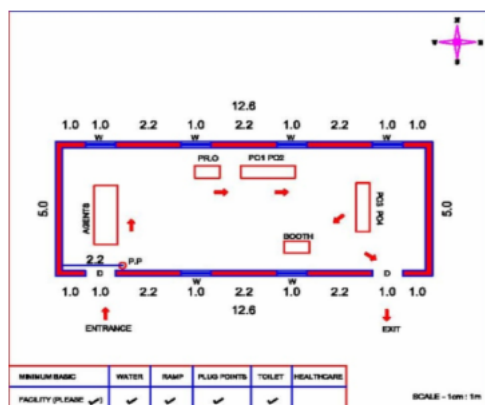 N
W E
S
12.6
1.0 1.0 2.2 1.0 2.2 1.0 2.2 1.0 1.0
W W W W
PR.O PO1 PO2
5.0 AGENTS PO3 PO4 5.0
BOOTH
2.2 P.P
D W W D
1.0 1.0 2.2 1.0 2.2 1.0 2.2 1.0 1.0
12.6
ENTRANCE EXIT
MINIMUM BASIC WATER RAMP PLUG POINTS TOILET HEALTHCARE
FACILITY (PLEASE ✓) ✓ ✓ ✓ ✓
SCALE - 1cm : 1m